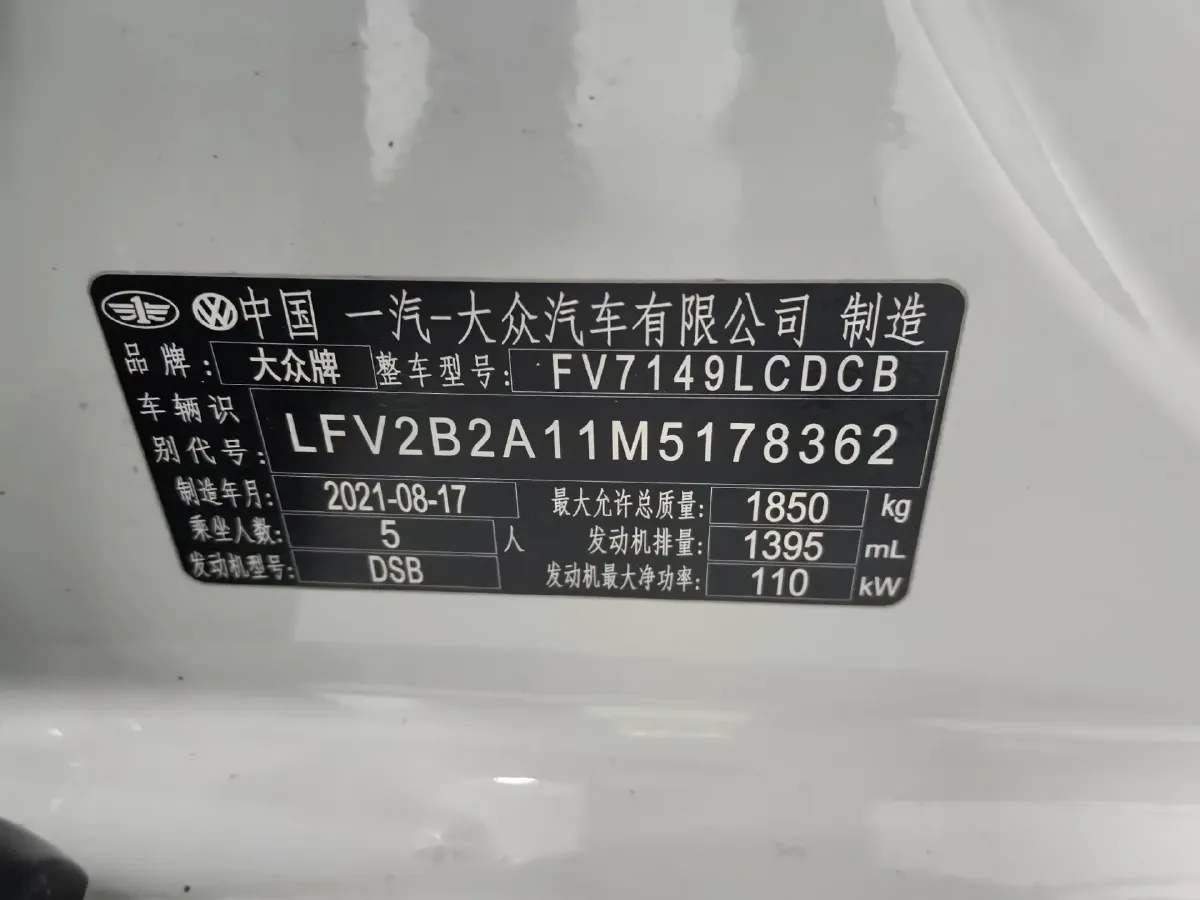 中国 一汽-大众汽车有限公司 制造
品牌: 大众牌 整车型号: FV7149LCDCB
车辆识别代号: LFV2B2A11M5178362
制造年月: 2021-08-17 最大允许总质量: 1850 kg
乘坐人数: 5 人 发动机排量: 1395 mL
发动机型号: DSB 发动机最大净功率: 110 kW